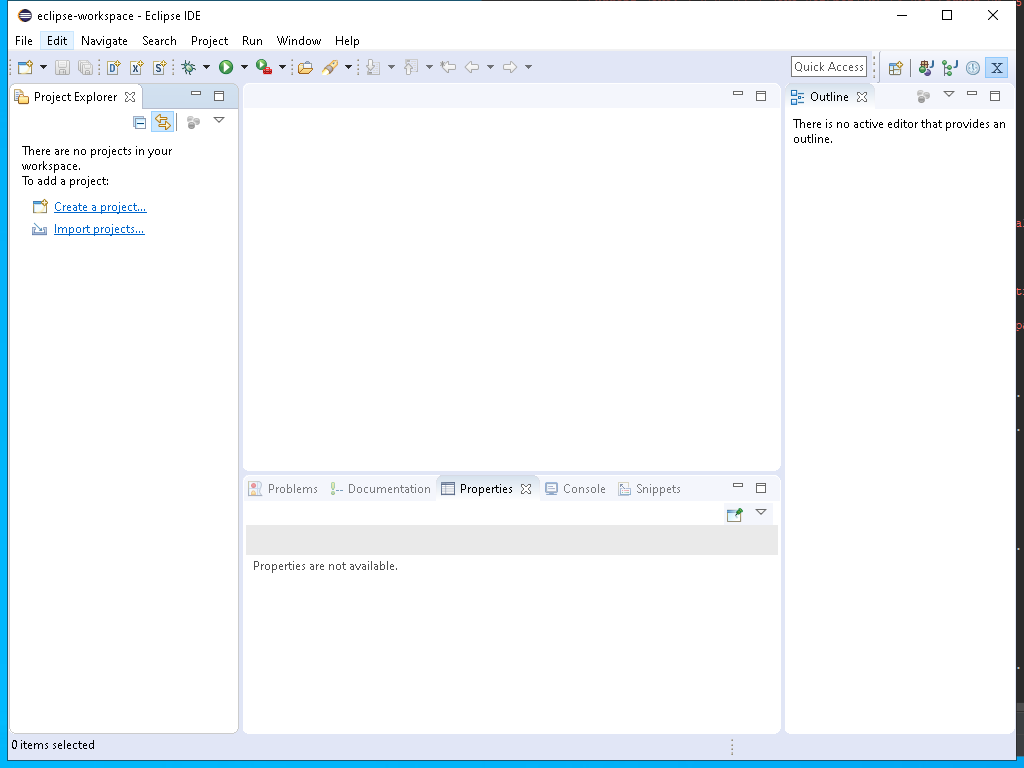 eclipse-workspace - Eclipse IDE
File Edit Navigate Search Project Run Window Help
Quick Access
Project Explorer
There are no projects in your
workspace.
To add a project:
Create a project...
Import projects...
Outline
There is no active editor that provides an
outline.
Problems Documentation Properties Console Snippets
Properties are not available.
0 items selected